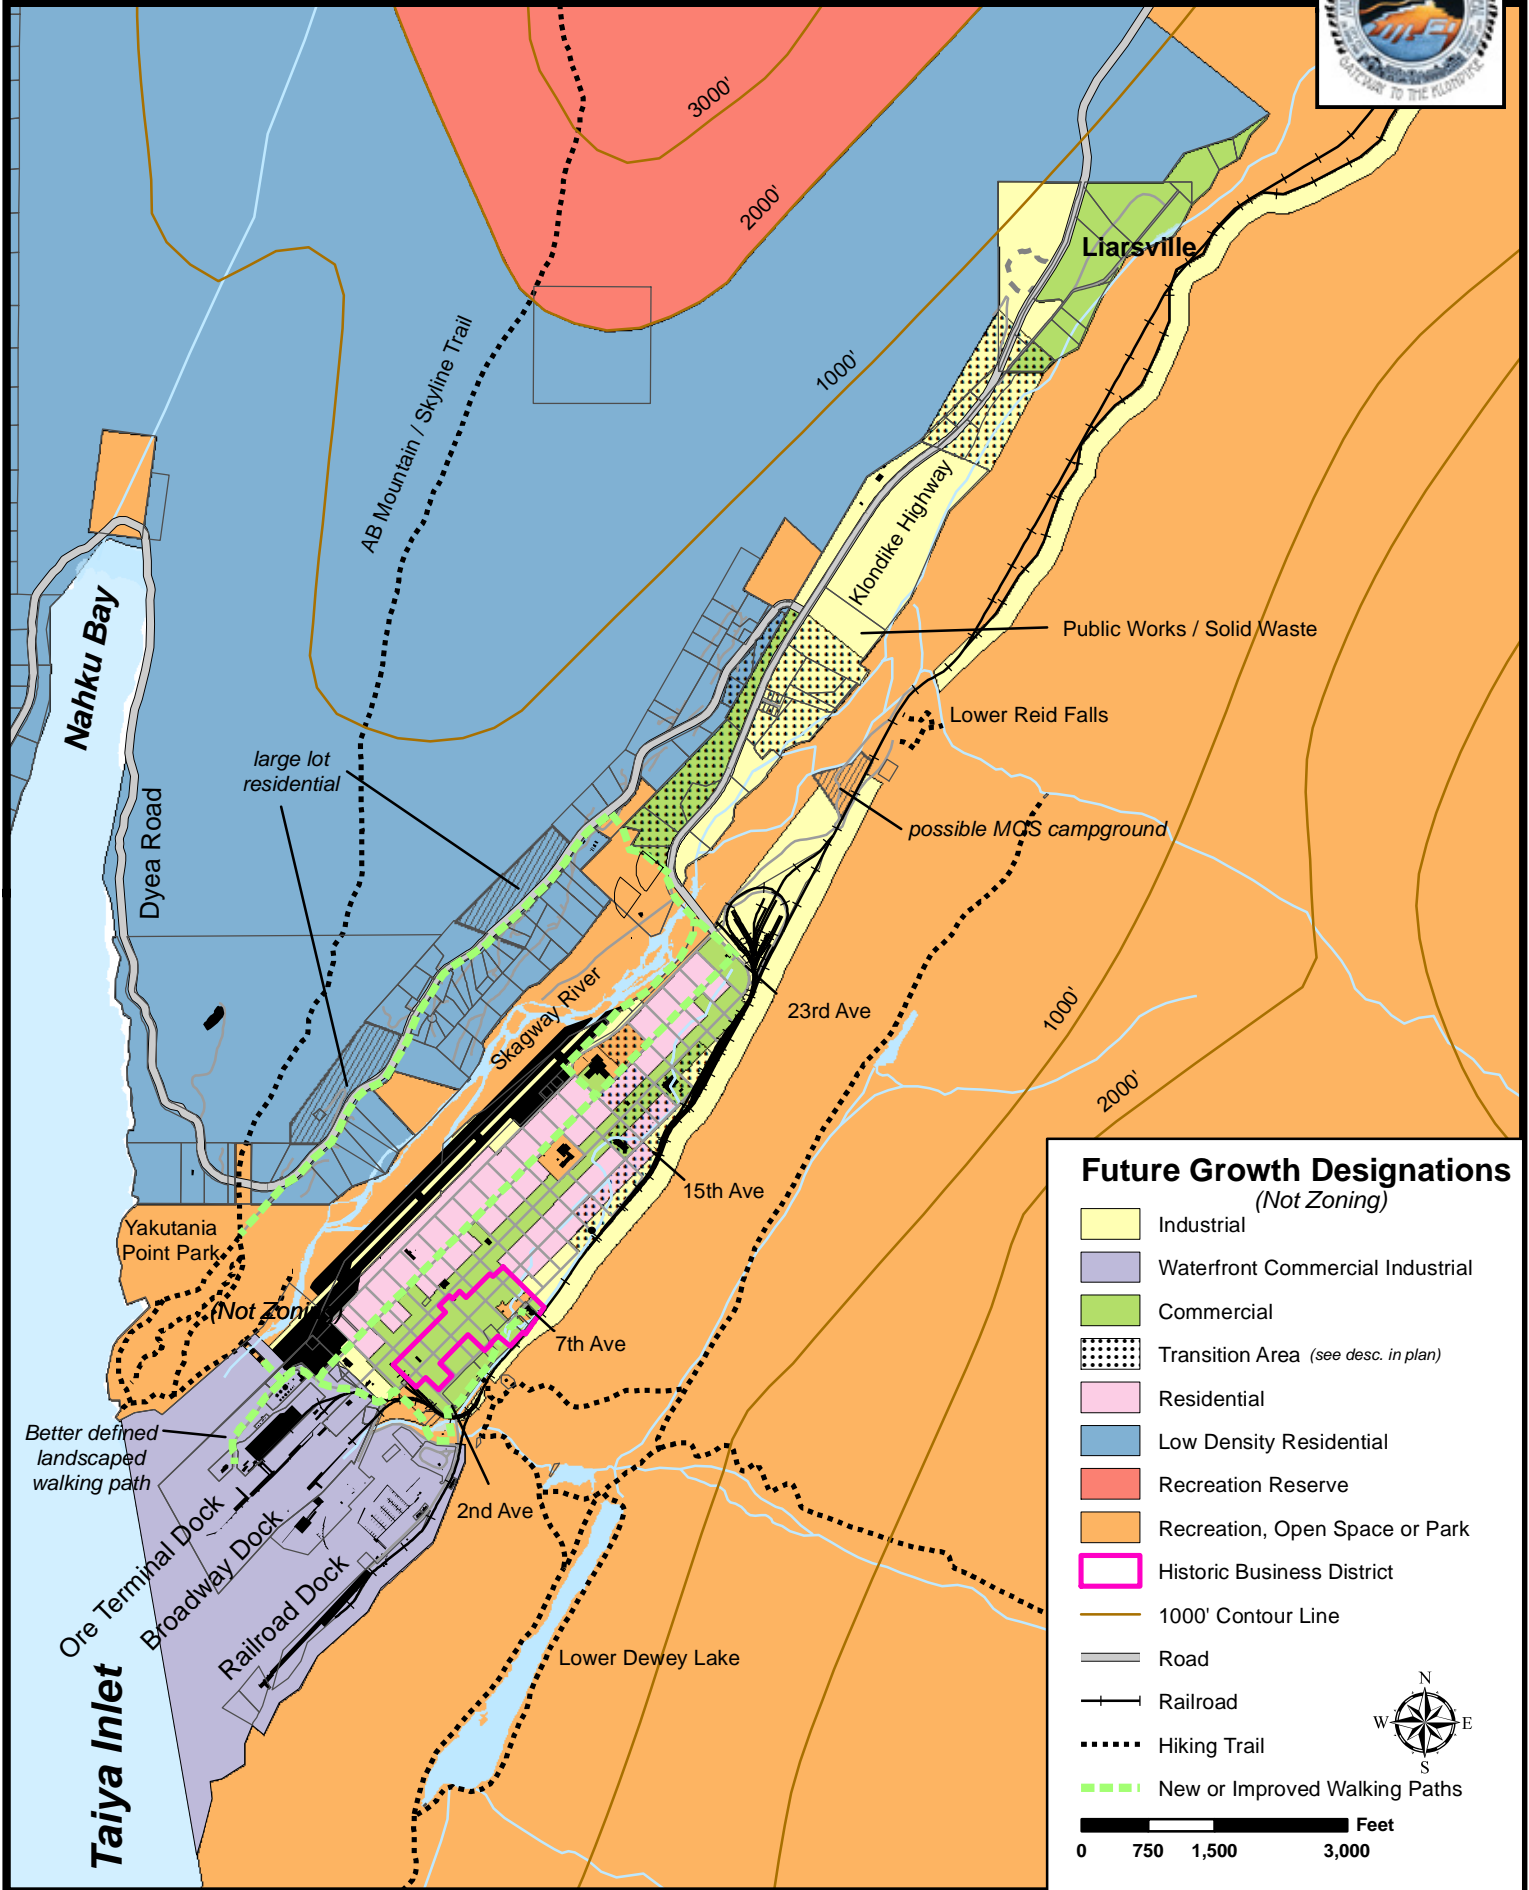 GATEWAY TO THE KLONDIKE
3000'
2000'
Liarsville
1000'
AB Mountain / Skyline Trail
Klondike Highway
Nahku Bay
Public Works / Solid Waste
Lower Reid Falls
large lot
residential
Dyea Road
possible MCS campground
Skagway River
23rd Ave
1000'
2000'
15th Ave
Yakutania
Point Park
(Not Zoning)
7th Ave
Better defined
landscaped
walking path
2nd Ave
Ore Terminal Dock
Broadway Dock
Railroad Dock
Lower Dewey Lake
Taiya Inlet
Future Growth Designations
(Not Zoning)
Industrial
Waterfront Commercial Industrial
Commercial
Transition Area (see desc. in plan)
Residential
Low Density Residential
Recreation Reserve
Recreation, Open Space or Park
Historic Business District
1000' Contour Line
Road
Railroad
Hiking Trail
New or Improved Walking Paths
N
W E
S
Feet
0 750 1,500 3,000